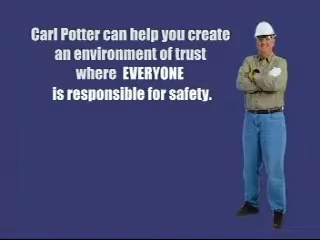 Carl Potter can help you create
an environment of trust
where EVERYONE
is responsible for safety.